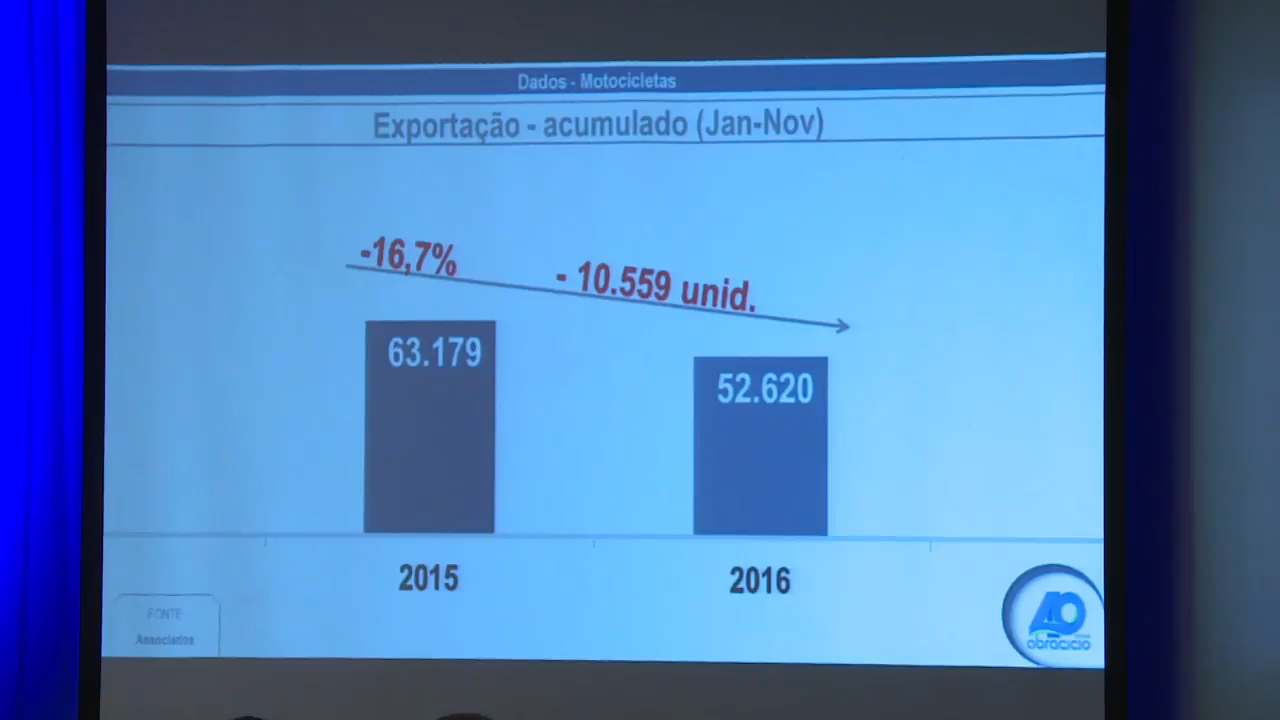 Dados - Motocicletas
Exportação - acumulado (Jan-Nov)
-16,7%
- 10.559 unid.
63.179
52.620
2015
2016
FONTE:
Associados
40
abraciclo